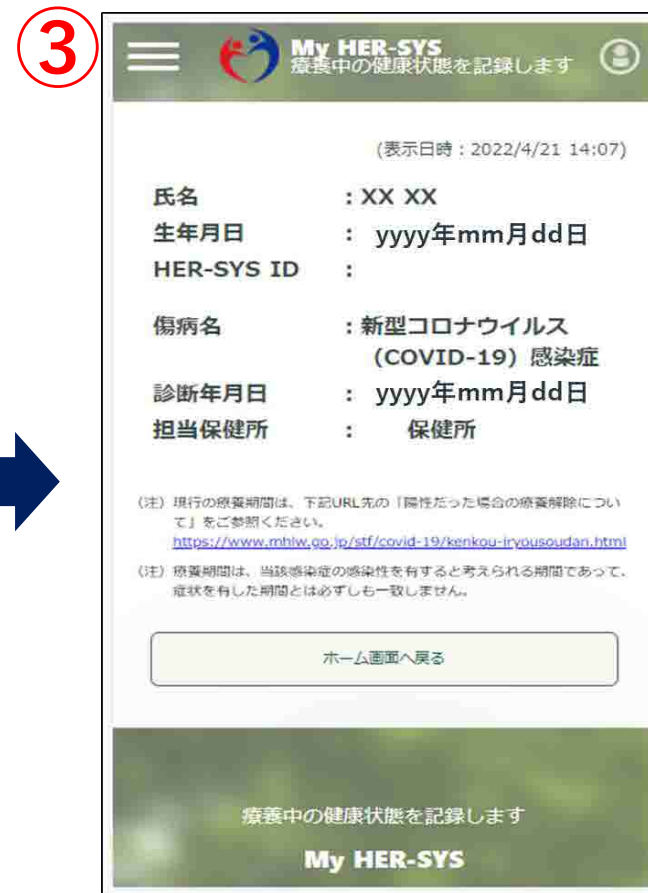 ③
My HER-SYS
療養中の健康状態を記録します
(表示日時：2022/4/21 14:07)
氏名 ：XX XX
生年月日 ： yyyy年mm月dd日
HER-SYS ID ：
傷病名 ：新型コロナウイルス
(COVID-19) 感染症
診断年月日 ： yyyy年mm月dd日
担当保健所 ： 保健所
（注）現行の療養期間は、下記URL先の「陽性だった場合の療養解除につい
て」をご参照ください。
https://www.mhlw.go.jp/stf/covid-19/kenkou-iryousoudan.html
（注）療養期間は、当該感染症の感染性を有すると考えられる期間であって、
症状を有した期間とは必ずしも一致しません。
ホーム画面へ戻る
療養中の健康状態を記録します
My HER-SYS